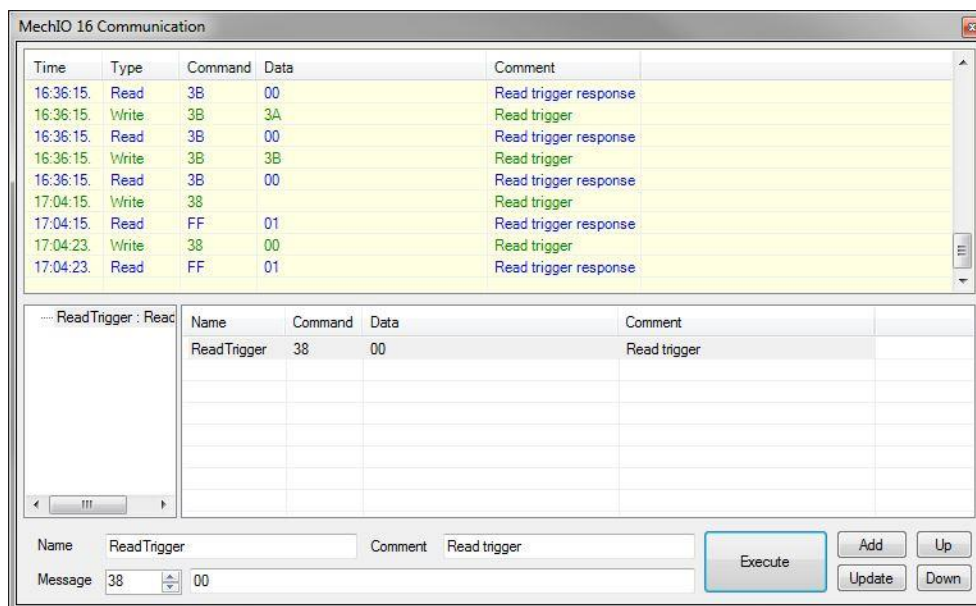 MechIO 16 Communication
Time Type Command Data Comment
16:36:15. Read 3B 00 Read trigger response
16:36:15. Write 3B 3A Read trigger
16:36:15. Read 3B 00 Read trigger response
16:36:15. Write 3B 3B Read trigger
16:36:15. Read 3B 00 Read trigger response
17:04:15. Write 38 Read trigger
17:04:15. Read FF 01 Read trigger response
17:04:23. Write 38 00 Read trigger
17:04:23. Read FF 01 Read trigger response
ReadTrigger : Read
Name Command Data Comment
ReadTrigger 38 00 Read trigger
Name ReadTrigger Comment Read trigger Execute Add Up
Message 38 00 Update Down